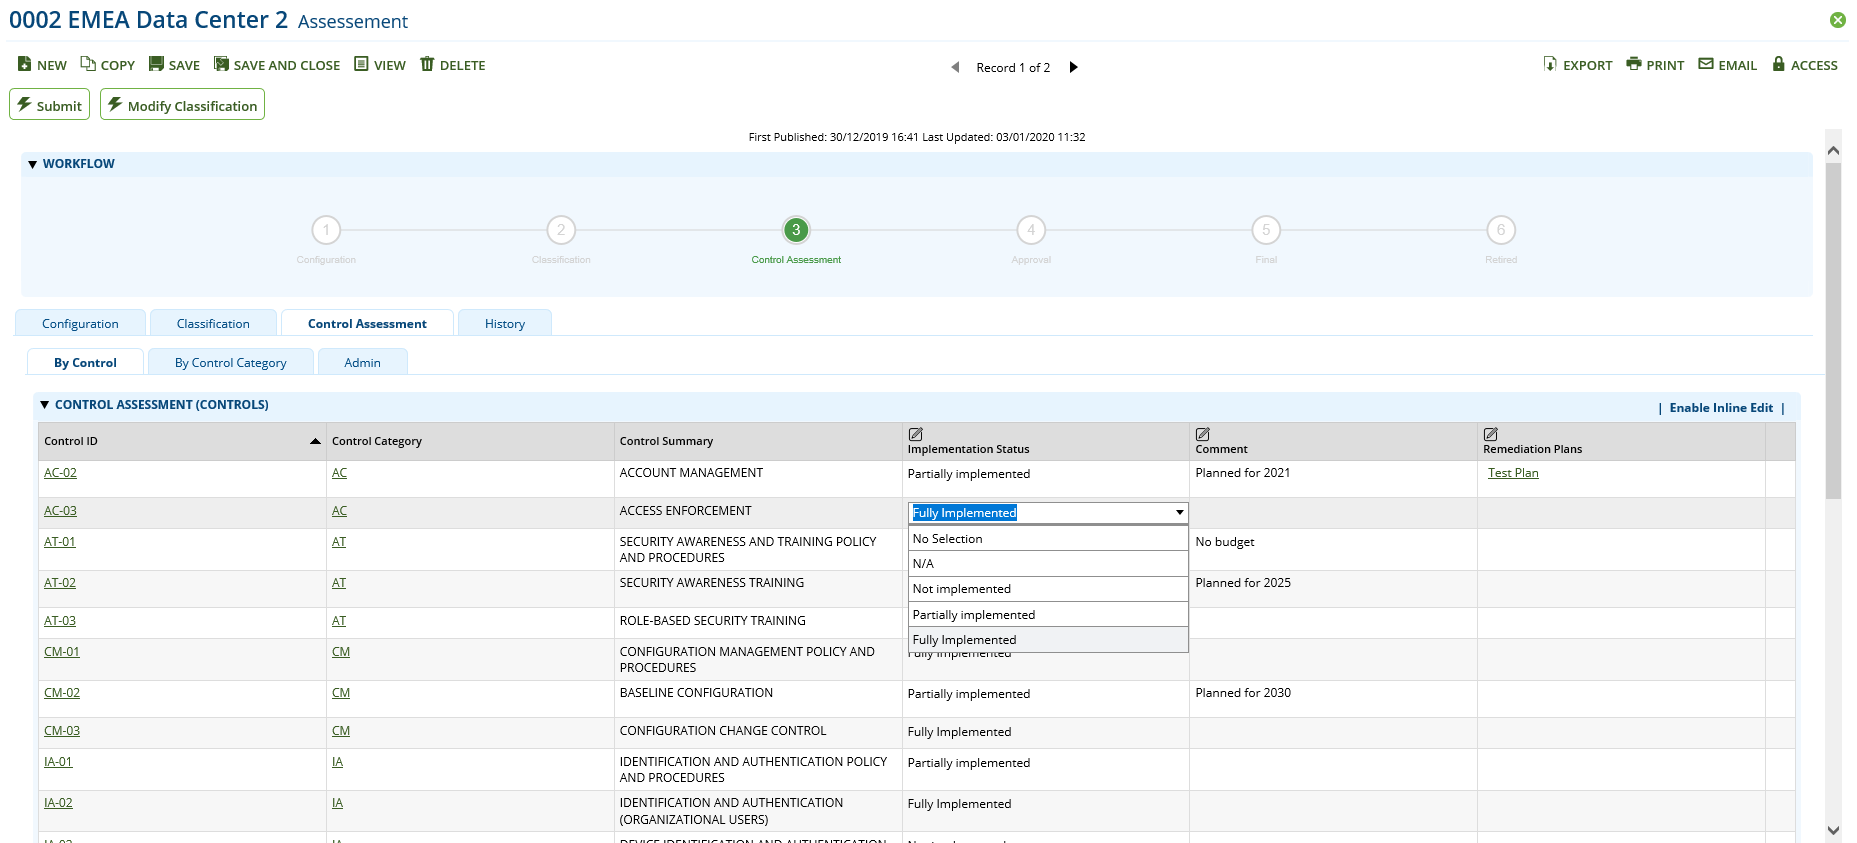 0002 EMEA Data Center 2 Assessement
NEW COPY SAVE SAVE AND CLOSE VIEW DELETE
Record 1 of 2
EXPORT PRINT EMAIL ACCESS
Submit Modify Classification
First Published: 30/12/2019 16:41 Last Updated: 03/01/2020 11:32
WORKFLOW
1 2 3 4 5 6
Configuration Classification Control Assessment Approval Final Retired
Configuration Classification Control Assessment History
By Control By Control Category Admin
CONTROL ASSESSMENT (CONTROLS)
| Enable Inline Edit |
Control ID Control Category Control Summary Implementation Status Comment Remediation Plans
AC-02 AC ACCOUNT MANAGEMENT Partially implemented Planned for 2021 Test Plan
AC-03 AC ACCESS ENFORCEMENT Fully Implemented
No Selection
N/A
Not implemented
Partially implemented
Fully Implemented
AT-01 AT SECURITY AWARENESS AND TRAINING POLICY No budget
AND PROCEDURES
AT-02 AT SECURITY AWARENESS TRAINING Planned for 2025
AT-03 AT ROLE-BASED SECURITY TRAINING
CM-01 CM CONFIGURATION MANAGEMENT POLICY AND Fully Implemented
PROCEDURES
CM-02 CM BASELINE CONFIGURATION Partially implemented Planned for 2030
CM-03 CM CONFIGURATION CHANGE CONTROL Fully Implemented
IA-01 IA IDENTIFICATION AND AUTHENTICATION POLICY Partially implemented
AND PROCEDURES
IA-02 IA IDENTIFICATION AND AUTHENTICATION Fully Implemented
(ORGANIZATIONAL USERS)
IA-03 IA DEVICE IDENTIFICATION AND AUTHENTICATION